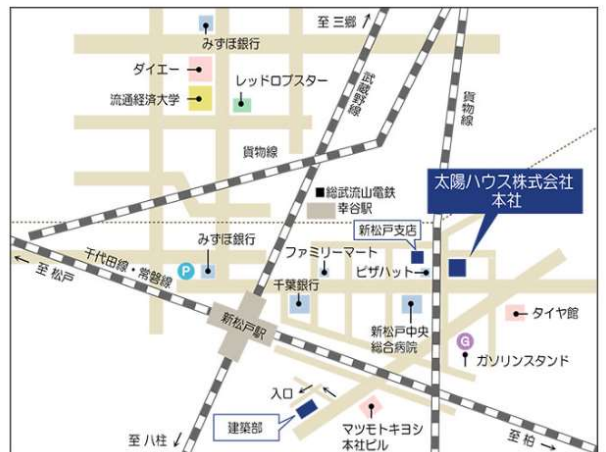 至 三郷
みずほ銀行
ダイエー
レッドロブスター
武蔵野線
流通経済大学
貨物線
貨物線
■総武流山電鉄
幸谷駅
太陽ハウス株式会社
本社
新松戸支店
みずほ銀行
ファミリーマート
千代田線・常磐線
P
ピザハット
至 松戸
千葉銀行
新松戸駅
新松戸中央
総合病院
タイヤ館
G
ガソリンスタンド
入口
建築部
マツモトキヨシ
本社ビル
至 八柱
至 柏